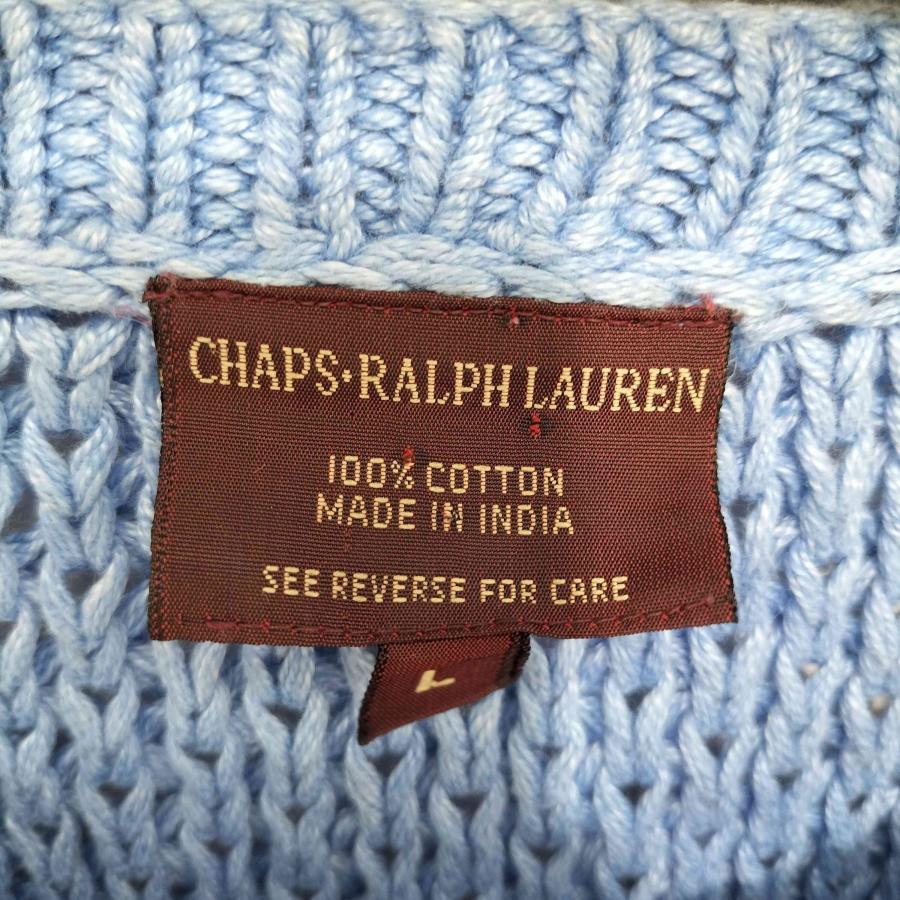 CHAPS•RALPH LAUREN
100% COTTON
MADE IN INDIA
SEE REVERSE FOR CARE
L